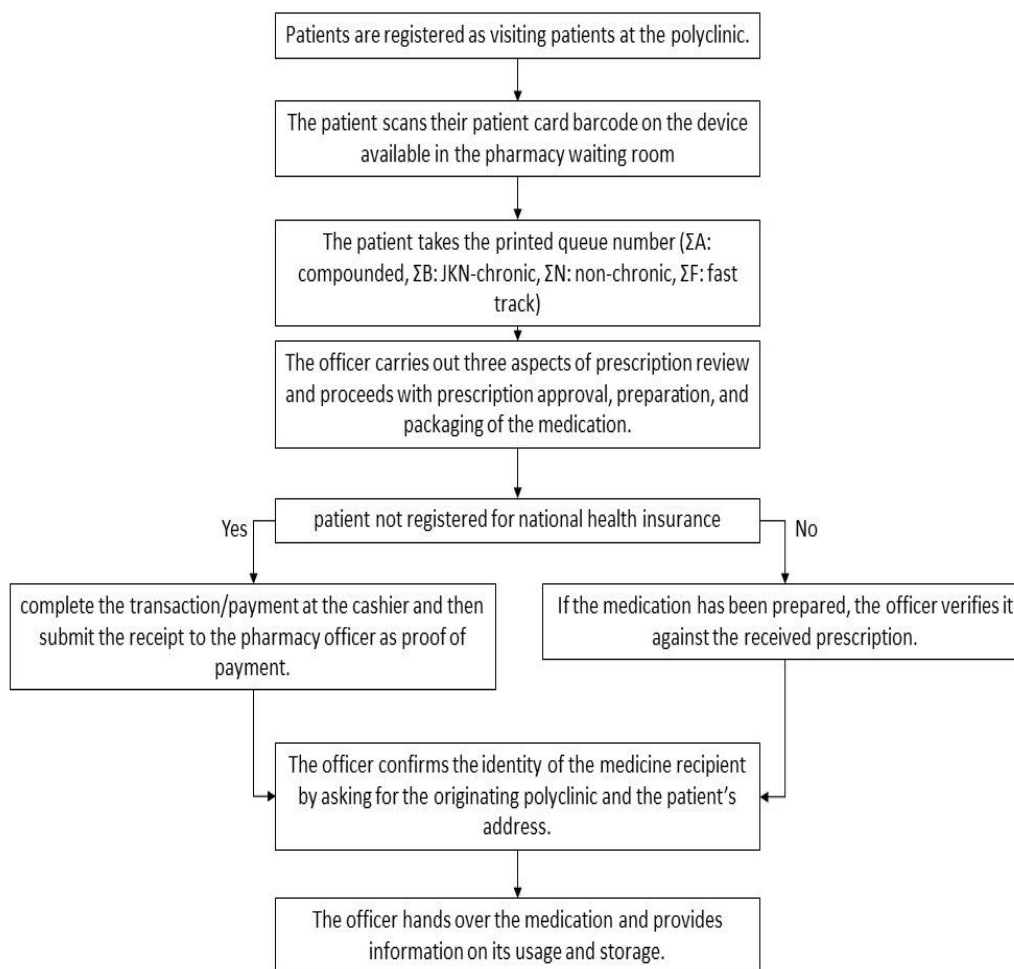 Patients are registered as visiting patients at the polyclinic.
The patient scans their patient card barcode on the device
available in the pharmacy waiting room
The patient takes the printed queue number (ΣA:
compounded, ΣB: JKN-chronic, ΣN: non-chronic, ΣF: fast
track)
The officer carries out three aspects of prescription review
and proceeds with prescription approval, preparation, and
packaging of the medication.
patient not registered for national health insurance
Yes
No
complete the transaction/payment at the cashier and then
submit the receipt to the pharmacy officer as proof of
payment.
If the medication has been prepared, the officer verifies it
against the received prescription.
The officer confirms the identity of the medicine recipient
by asking for the originating polyclinic and the patient’s
address.
The officer hands over the medication and provides
information on its usage and storage.